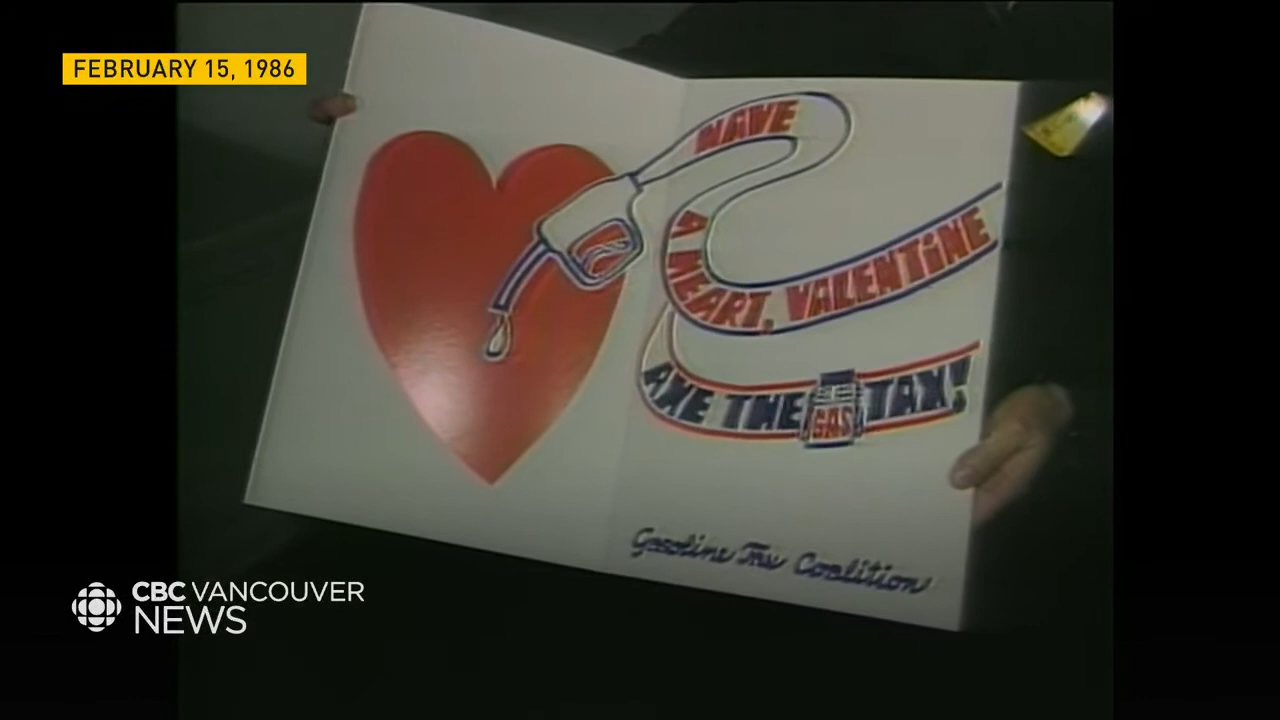 FEBRUARY 15, 1986
HAVE
A HEART, VALENTINE
AXE THE GAS TAX!
Gasoline Tax Coalition
CBC VANCOUVER
NEWS